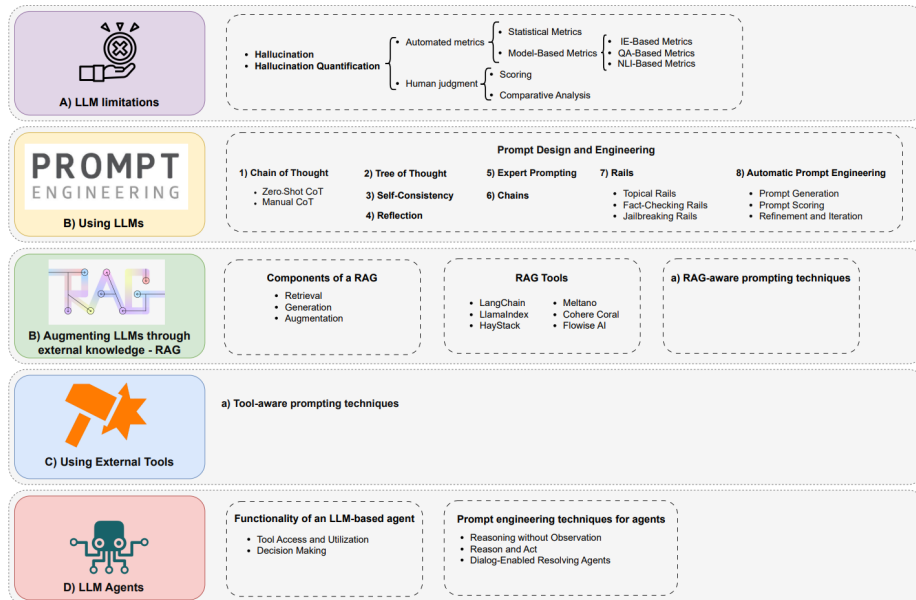 A) LLM limitations
Hallucination
Hallucination Quantification
Automated metrics
Statistical Metrics
Model-Based Metrics
IE-Based Metrics
QA-Based Metrics
NLI-Based Metrics
Human judgment
Scoring
Comparative Analysis
PROMPT
ENGINEERING
B) Using LLMs
Prompt Design and Engineering
1) Chain of Thought
Zero-Shot CoT
Manual CoT
2) Tree of Thought
3) Self-Consistency
4) Reflection
5) Expert Prompting
6) Chains
7) Rails
Topical Rails
Fact-Checking Rails
Jailbreaking Rails
8) Automatic Prompt Engineering
Prompt Generation
Prompt Scoring
Refinement and Iteration
RAG
B) Augmenting LLMs through
external knowledge - RAG
Components of a RAG
Retrieval
Generation
Augmentation
RAG Tools
LangChain
LlamaIndex
HayStack
Meltano
Cohere Coral
Flowise AI
a) RAG-aware prompting techniques
C) Using External Tools
a) Tool-aware prompting techniques
D) LLM Agents
Functionality of an LLM-based agent
Tool Access and Utilization
Decision Making
Prompt engineering techniques for agents
Reasoning without Observation
Reason and Act
Dialog-Enabled Resolving Agents